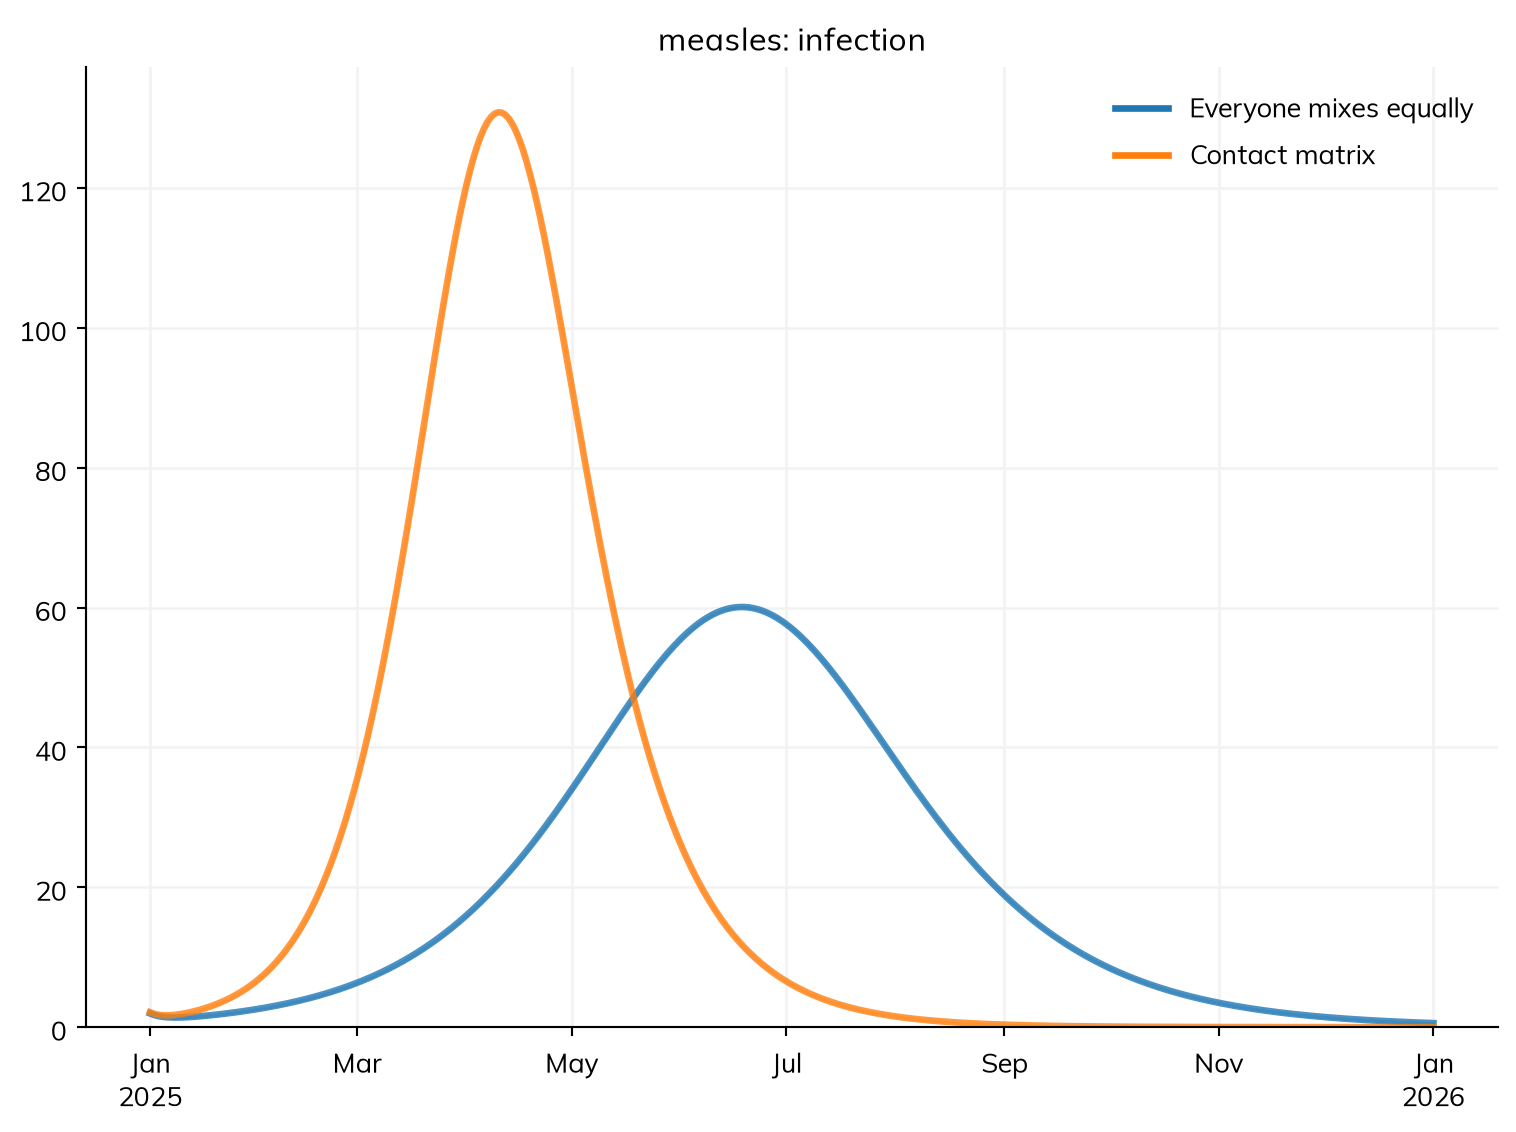 measles: infection
Everyone mixes equally
Contact matrix
120
100
80
60
40
20
0
Jan
2025
Mar
May
Jul
Sep
Nov
Jan
2026